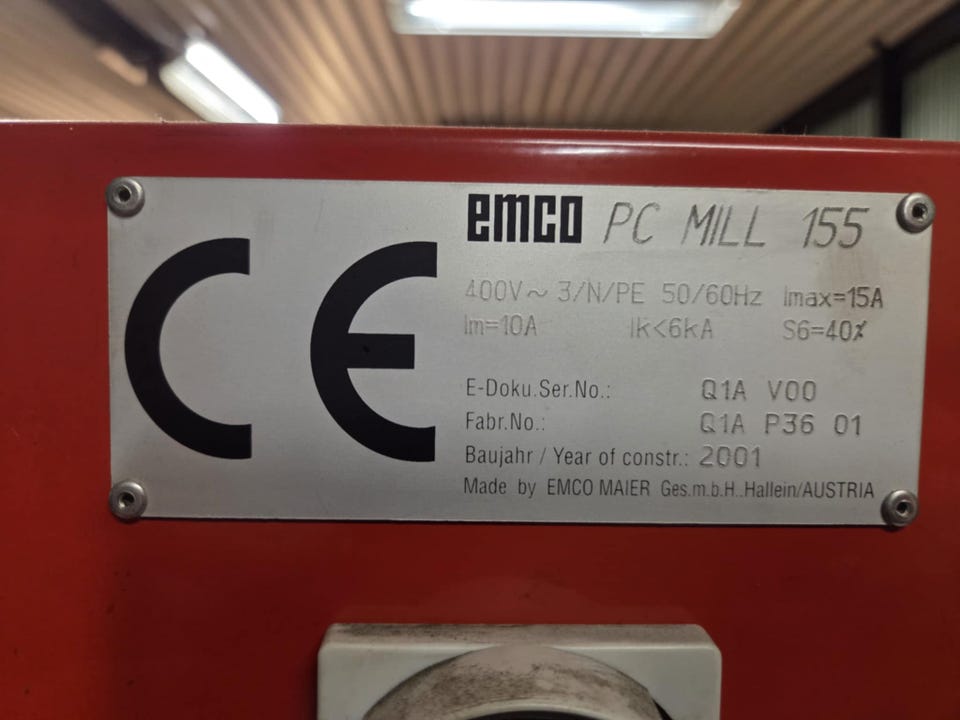 CE
emco PC MILL 155
400V~ 3/N/PE 50/60Hz Imax=15A
Im=10A Ik<6kA S6=40%
E-Doku.Ser.No.: Q1A V00
Fabr.No.: Q1A P36 01
Baujahr / Year of constr.: 2001
Made by EMCO MAIER Ges.m.b.H..Hallein/AUSTRIA